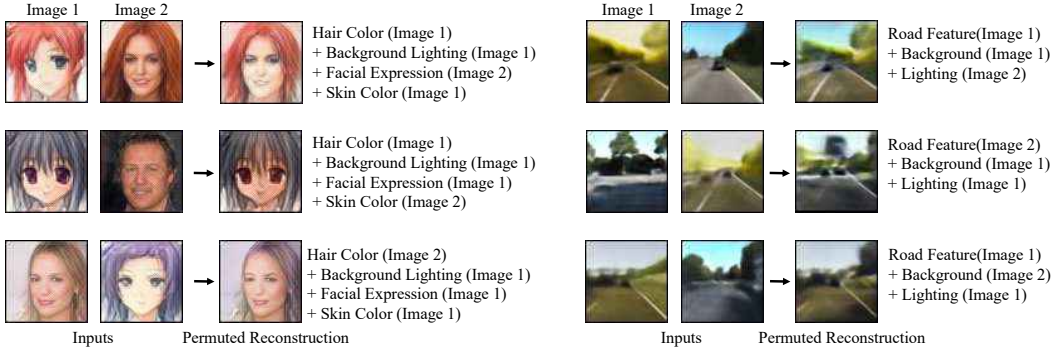 Image 1
Image 2
Hair Color (Image 1)
+ Background Lighting (Image 1)
+ Facial Expression (Image 2)
+ Skin Color (Image 1)
Hair Color (Image 1)
+ Background Lighting (Image 1)
+ Facial Expression (Image 1)
+ Skin Color (Image 2)
Hair Color (Image 2)
+ Background Lighting (Image 1)
+ Facial Expression (Image 1)
+ Skin Color (Image 1)
Inputs
Permuted Reconstruction
Image 1
Image 2
Road Feature(Image 1)
+ Background (Image 1)
+ Lighting (Image 2)
Road Feature(Image 2)
+ Background (Image 1)
+ Lighting (Image 1)
Road Feature(Image 1)
+ Background (Image 2)
+ Lighting (Image 1)
Inputs
Permuted Reconstruction